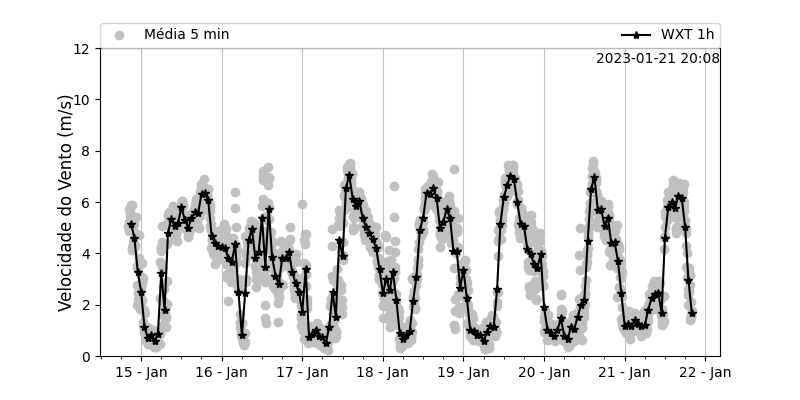 Média 5 min
WXT 1h
2023-01-21 20:08
Velocidade do Vento (m/s)
12
10
8
6
4
2
0
15 - Jan
16 - Jan
17 - Jan
18 - Jan
19 - Jan
20 - Jan
21 - Jan
22 - Jan